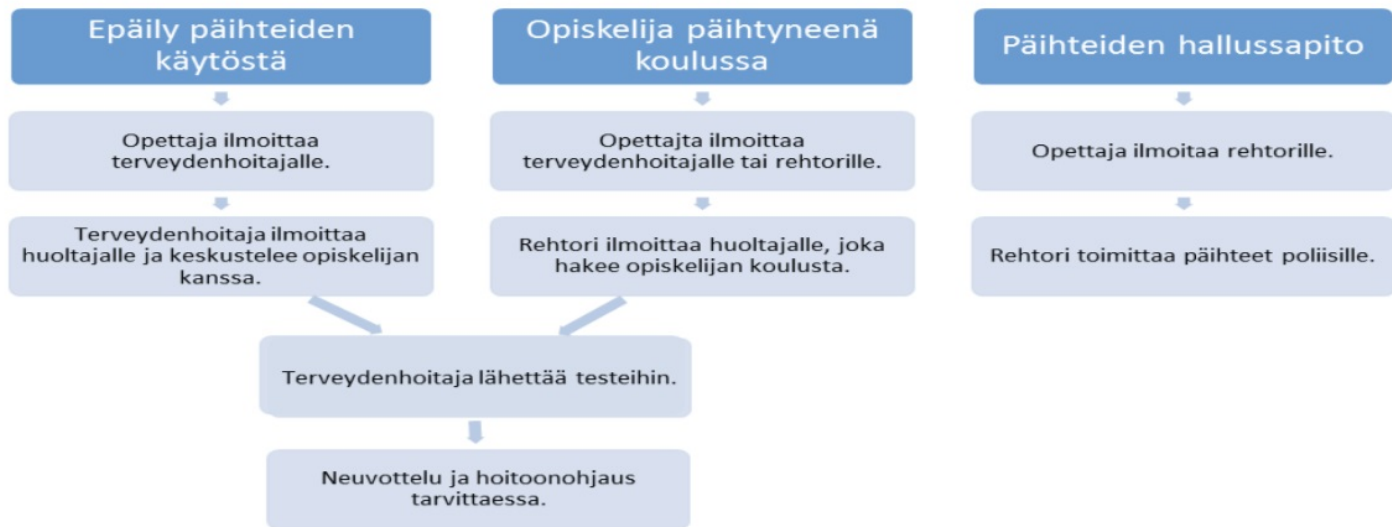 Epäily päihteiden
käytöstä
Opettaja ilmoittaa
terveydenhoitajalle.
Terveydenhoitaja ilmoittaa
huoltajalle ja keskustelee opiskelijan
kanssa.
Opiskelija päihtyneenä
koulussa
Opettajta ilmoittaa
terveydenhoitajalle tai rehtorille.
Rehtori ilmoittaa huoltajalle, joka
hakee opiskelijan koulusta.
Terveydenhoitaja lähettää testeihin.
Neuvottelu ja hoitoonohjaus
tarvittaessa.
Päihteiden hallussapito
Opettaja ilmoitaa rehtorille.
Rehtori toimittaa päihteet poliisille.